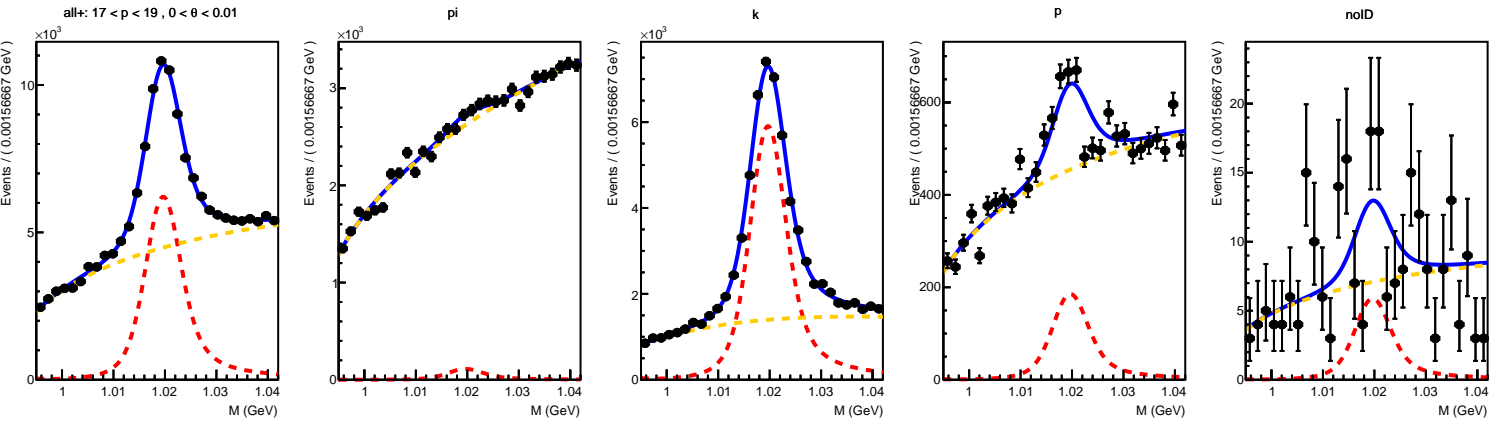 all+: 17 < p < 19 , 0 < θ < 0.01
×10³
Events / ( 0.00156667 GeV )
10
5
0
1 1.01 1.02 1.03 1.04
M (GeV)
pi
×10³
Events / ( 0.00156667 GeV )
3
2
1
0
1 1.01 1.02 1.03 1.04
M (GeV)
k
×10³
Events / ( 0.00156667 GeV )
6
4
2
0
1 1.01 1.02 1.03 1.04
M (GeV)
p
Events / ( 0.00156667 GeV )
600
400
200
0
1 1.01 1.02 1.03 1.04
M (GeV)
noID
Events / ( 0.00156667 GeV )
20
15
10
5
0
1 1.01 1.02 1.03 1.04
M (GeV)